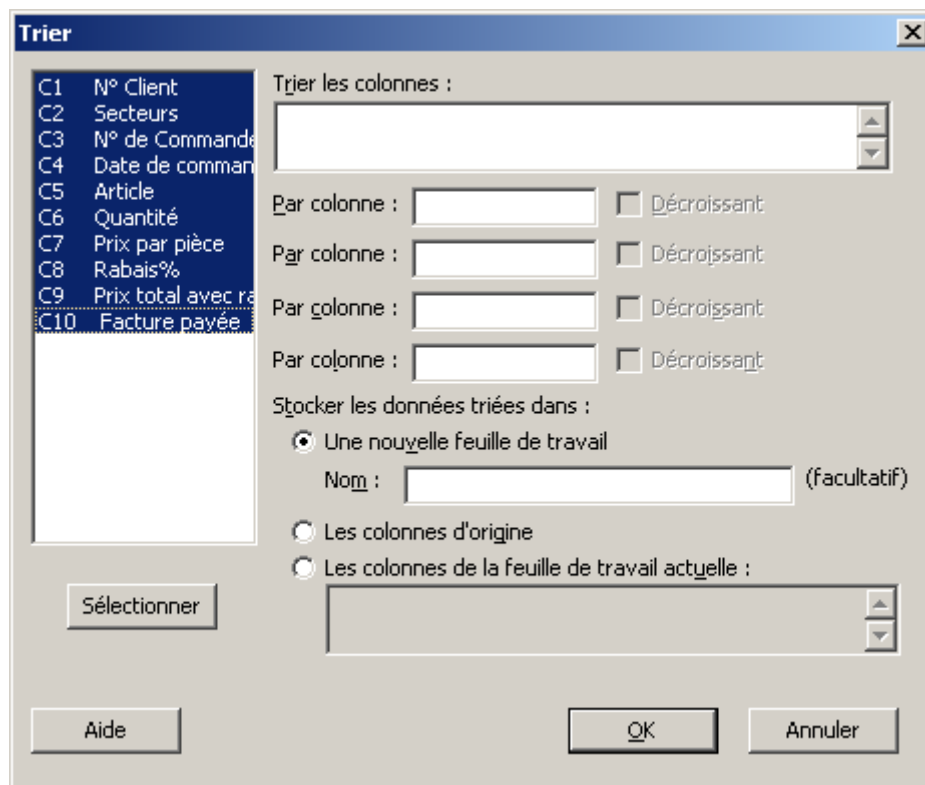 Trier
C1 N° Client
C2 Secteurs
C3 N° de Commande
C4 Date de comman
C5 Article
C6 Quantité
C7 Prix par pièce
C8 Rabais%
C9 Prix total avec ra
C10 Facture payée
Sélectionner
Trier les colonnes :
Par colonne : Décroissant
Par colonne : Décroissant
Par colonne : Décroissant
Par colonne : Décroissant
Stocker les données triées dans :
Une nouvelle feuille de travail
Nom : (facultatif)
Les colonnes d'origine
Les colonnes de la feuille de travail actuelle :
Aide OK Annuler